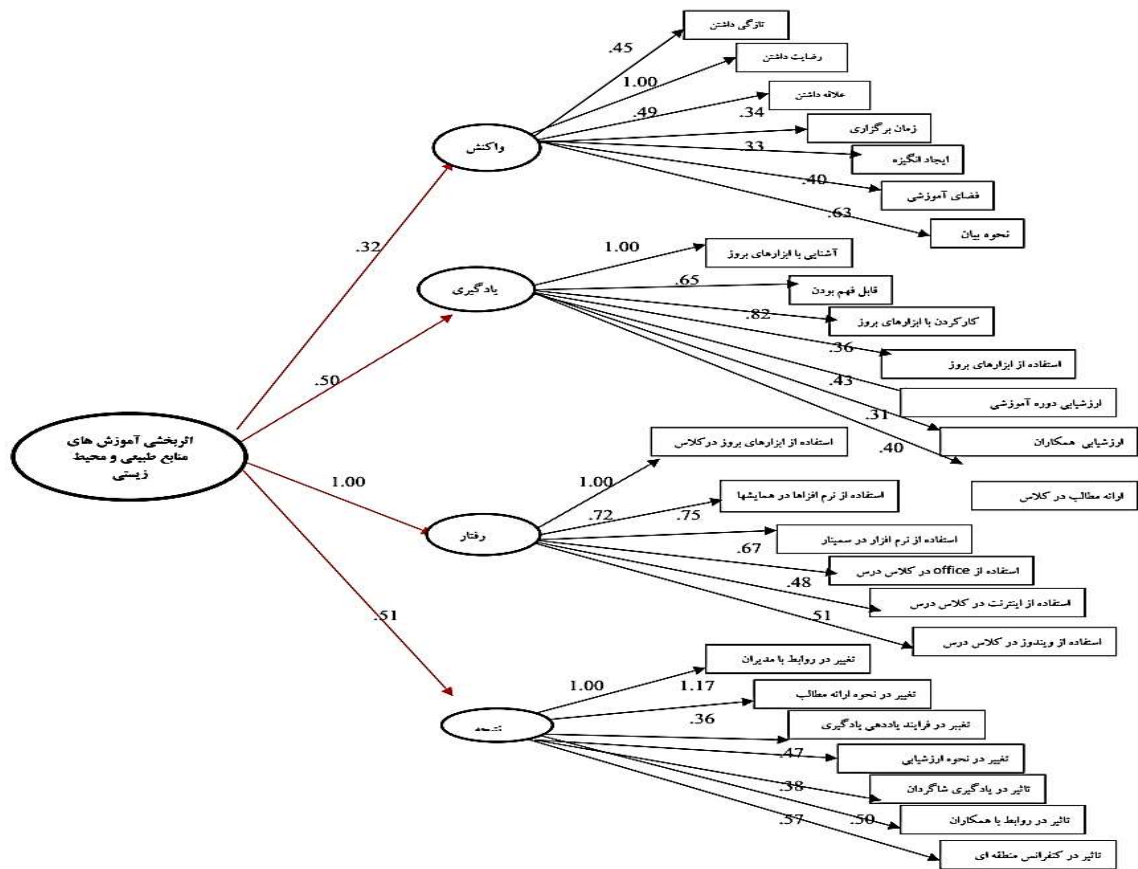 تازگی داشتن
.45
رضایت داشتن
1.00
علاقه داشتن
.49
.34
زمان برگزاری
واکنش
.33
ایجاد انگیزه
.40
فضای آموزشی
.63
نحوه بیان
.32
1.00
آشنایی با ابزارهای بروز
یادگیری
.65
قابل فهم بودن
.82
کارکردن با ابزارهای بروز
.36
استفاده از ابزارهای بروز
.50
.43
ارزشیابی دوره آموزشی
.31
ارزشیابی همکاران
.40
ارائه مطالب در کلاس
اثربخشی آموزش های
منابع طبیعی و محیط
زیستی
استفاده از ابزارهای بروز درکلاس
1.00
1.00
استفاده از نرم افزاها در همایشها
.72
.75
رفتار
استفاده از نرم افزار در سمینار
.67
استفاده از office در کلاس درس
.48
استفاده از اینترنت در کلاس درس
.51
استفاده از ویندوز در کلاس درس
.51
تغییر در روابط با مدیران
1.00
1.17
تغییر در نحوه ارائه مطالب
.36
تغییر در فرایند یاددهی یادگیری
نتیجه
.47
تغییر در نحوه ارزشیابی
.38
تاثیر در یادگیری شاگردان
.57
.50
تاثیر در روابط با همکاران
تاثیر در کنفرانس منطقه ای